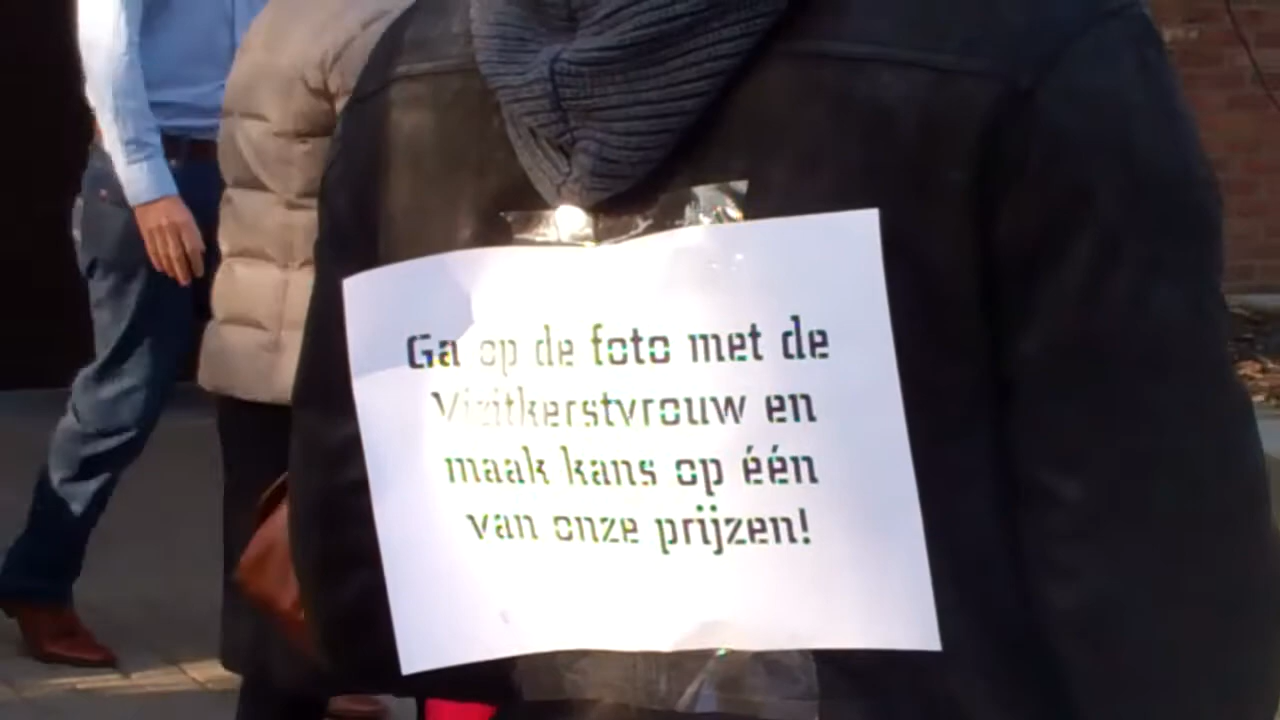 Ga op de foto met de
Vizitkerstvrouw en
maak kans op één
van onze prijzen!